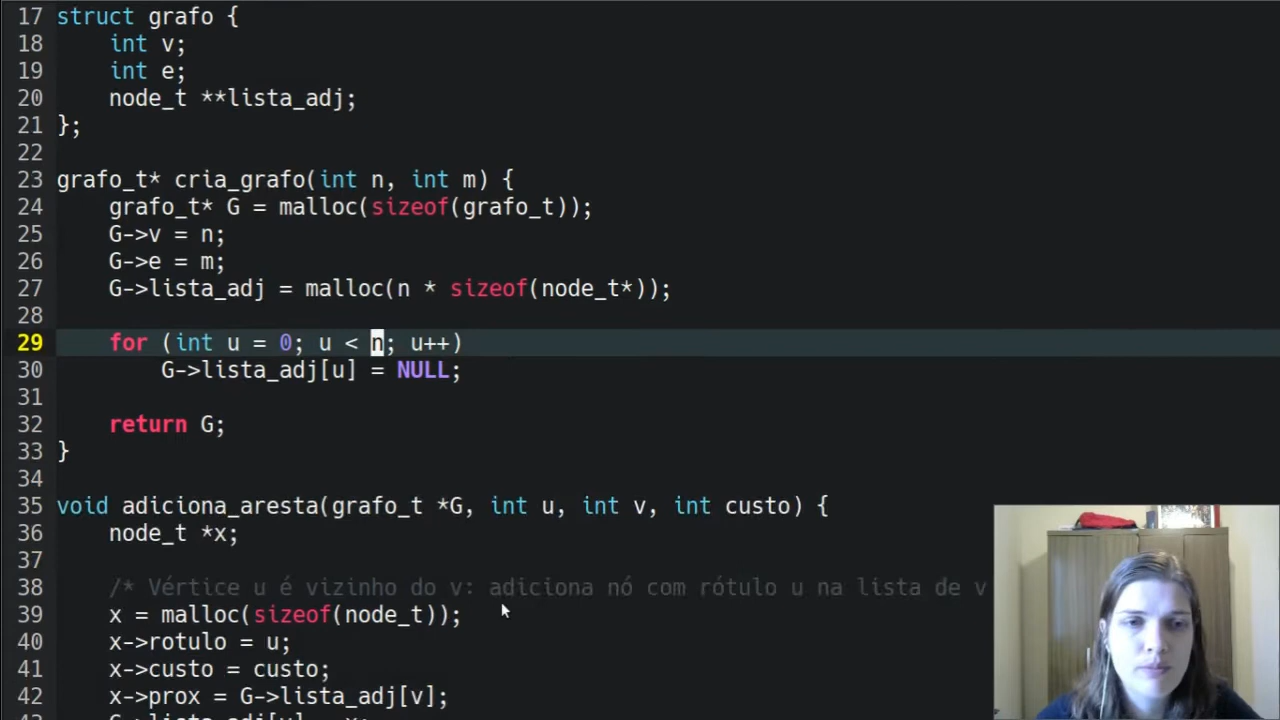 17 struct grafo {
18     int v;
19     int e;
20     node_t **lista_adj;
21 };
22
23 grafo_t* cria_grafo(int n, int m) {
24     grafo_t* G = malloc(sizeof(grafo_t));
25     G->v = n;
26     G->e = m;
27     G->lista_adj = malloc(n * sizeof(node_t*));
28
29     for (int u = 0; u < n; u++)
30         G->lista_adj[u] = NULL;
31
32     return G;
33 }
34
35 void adiciona_aresta(grafo_t *G, int u, int v, int custo) {
36     node_t *x;
37
38     /* Vértice u é vizinho do v: adiciona nó com rótulo u na lista de v
39     x = malloc(sizeof(node_t));
40     x->rotulo = u;
41     x->custo = custo;
42     x->prox = G->lista_adj[v];